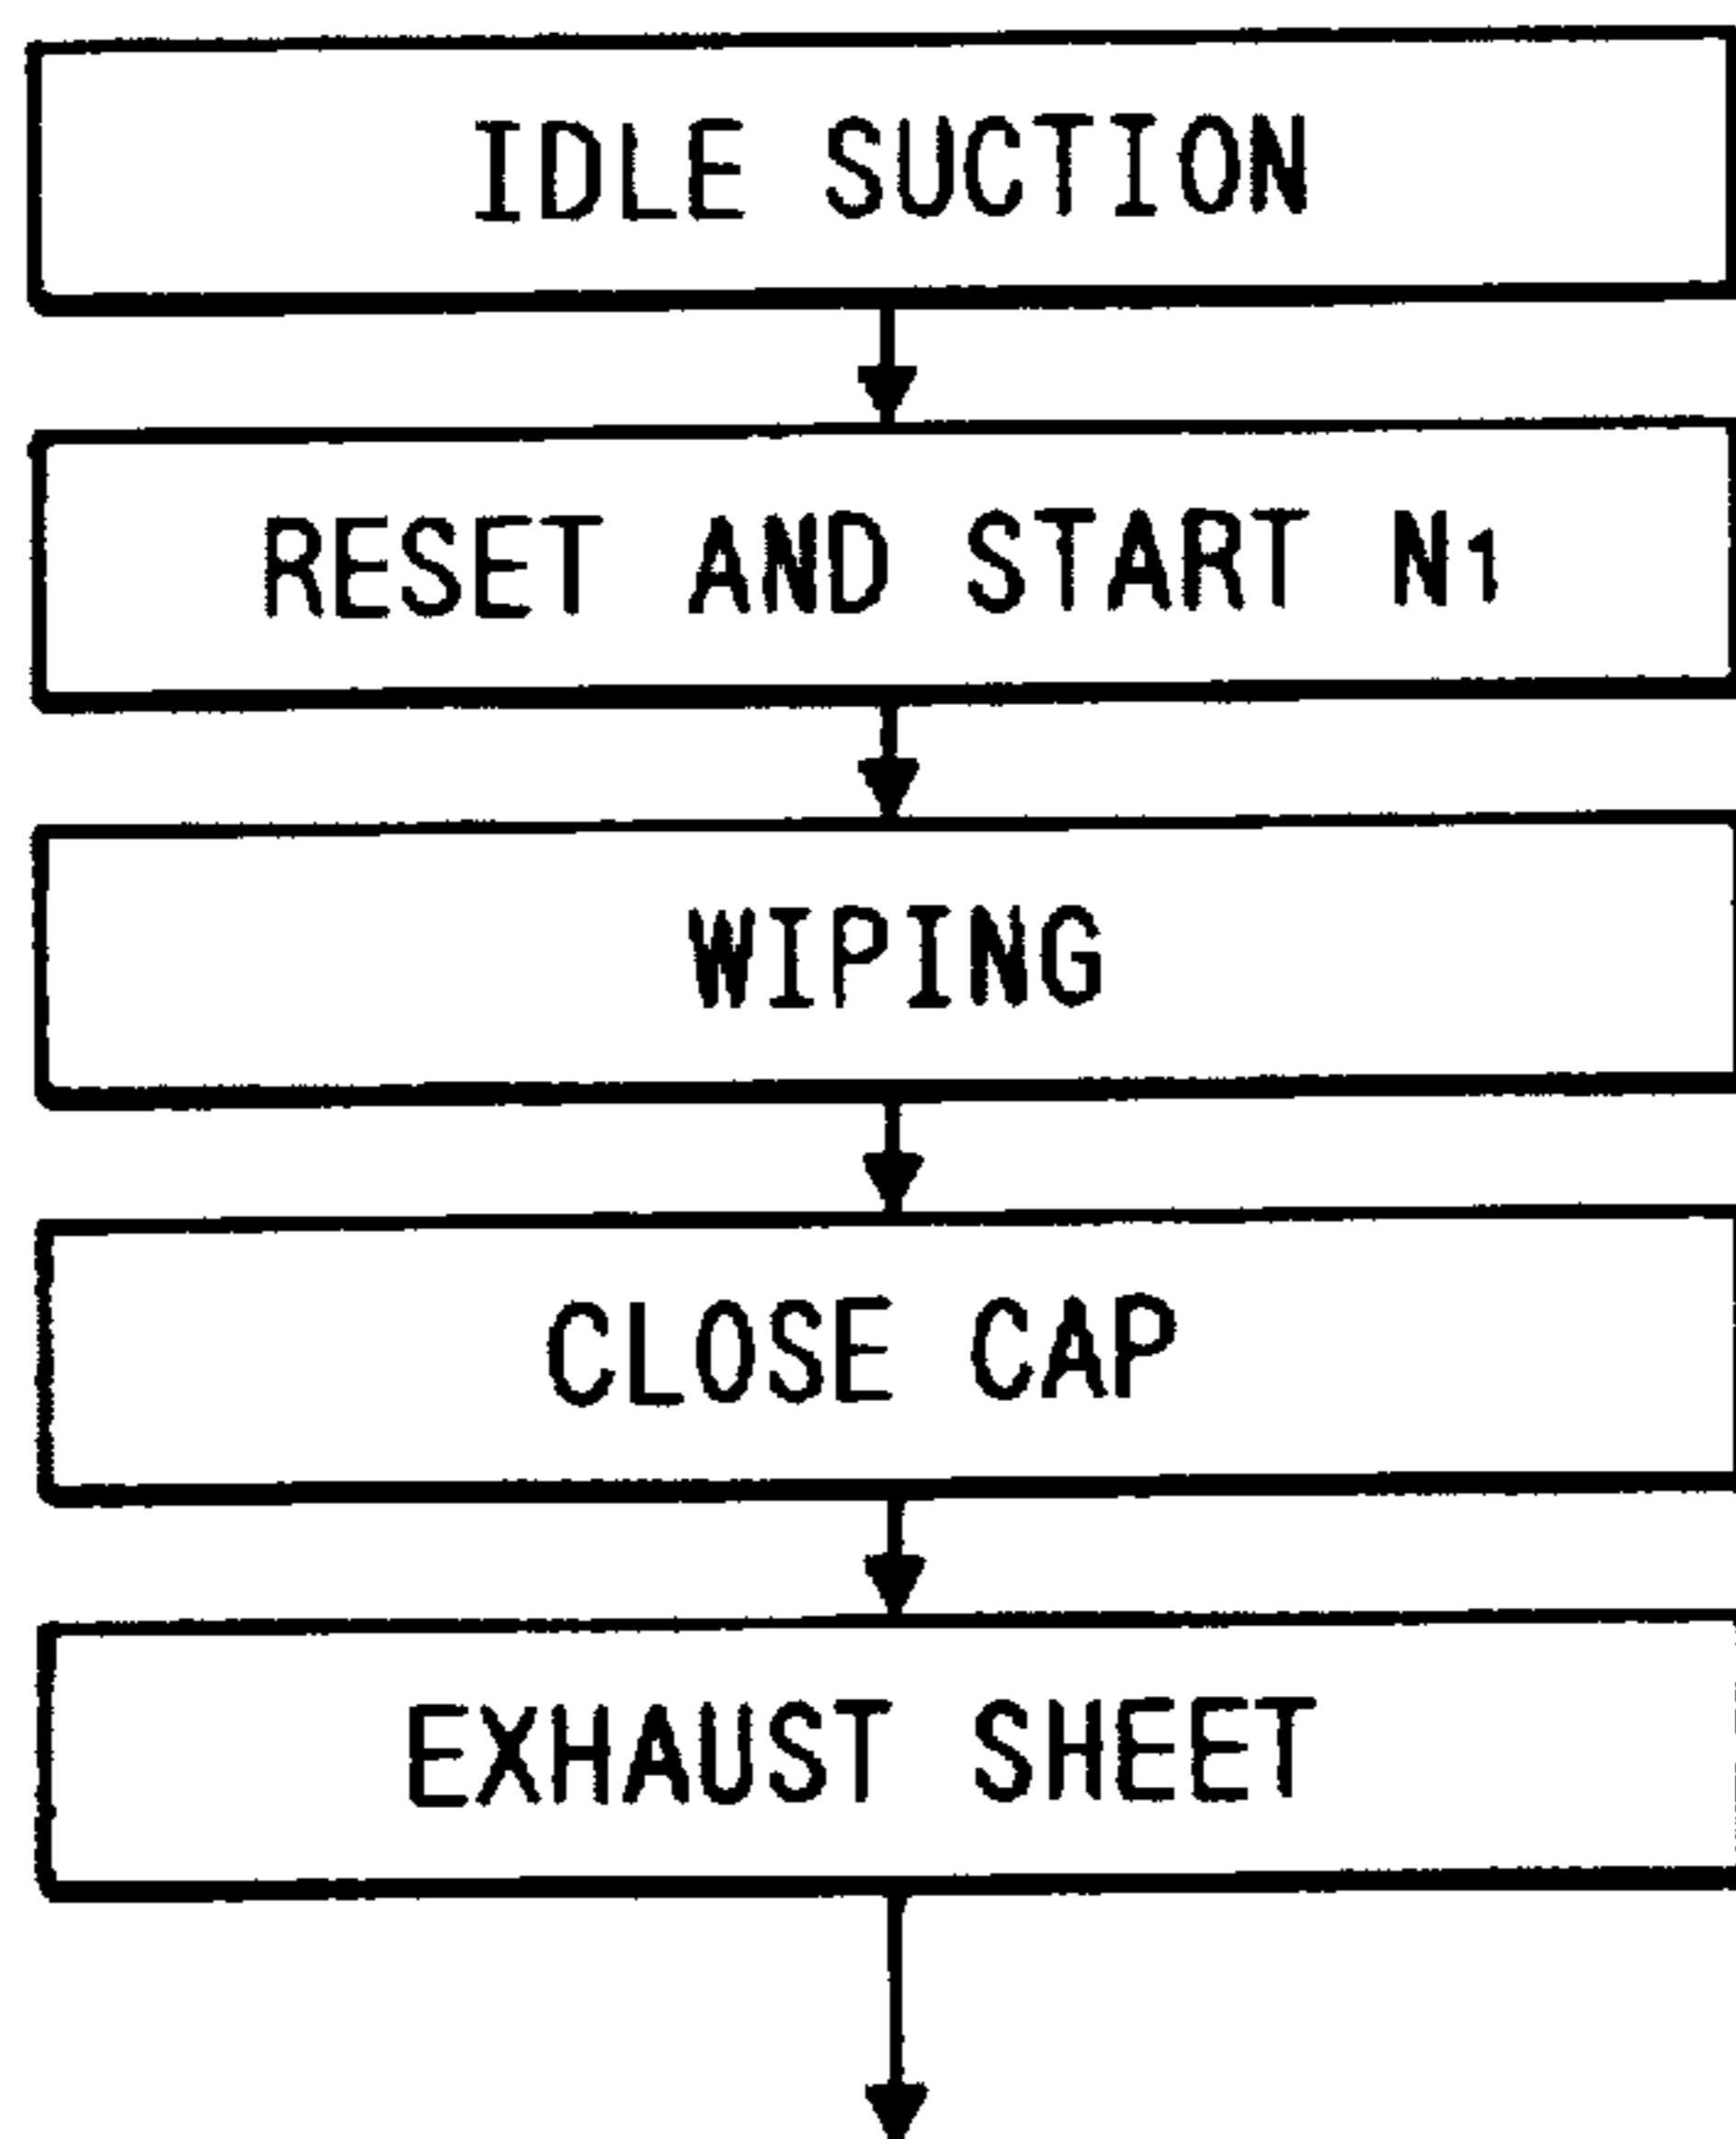 IDLE SUCTION
RESET AND START N1
WIPING
CLOSE CAP
EXHAUST SHEET